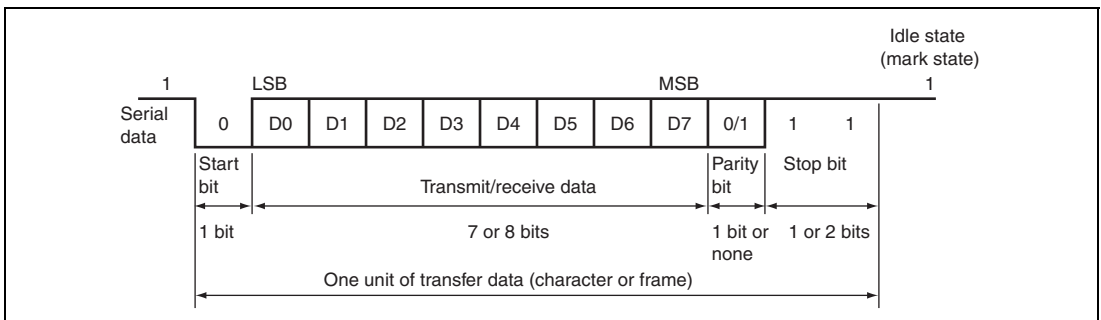 Idle state
(mark state)
1 LSB MSB 1
Serial
data
0 D0 D1 D2 D3 D4 D5 D6 D7 0/1 1 1
Start
bit
Transmit/receive data
Parity
bit
Stop bit
1 bit
7 or 8 bits
1 bit or
none
1 or 2 bits
One unit of transfer data (character or frame)